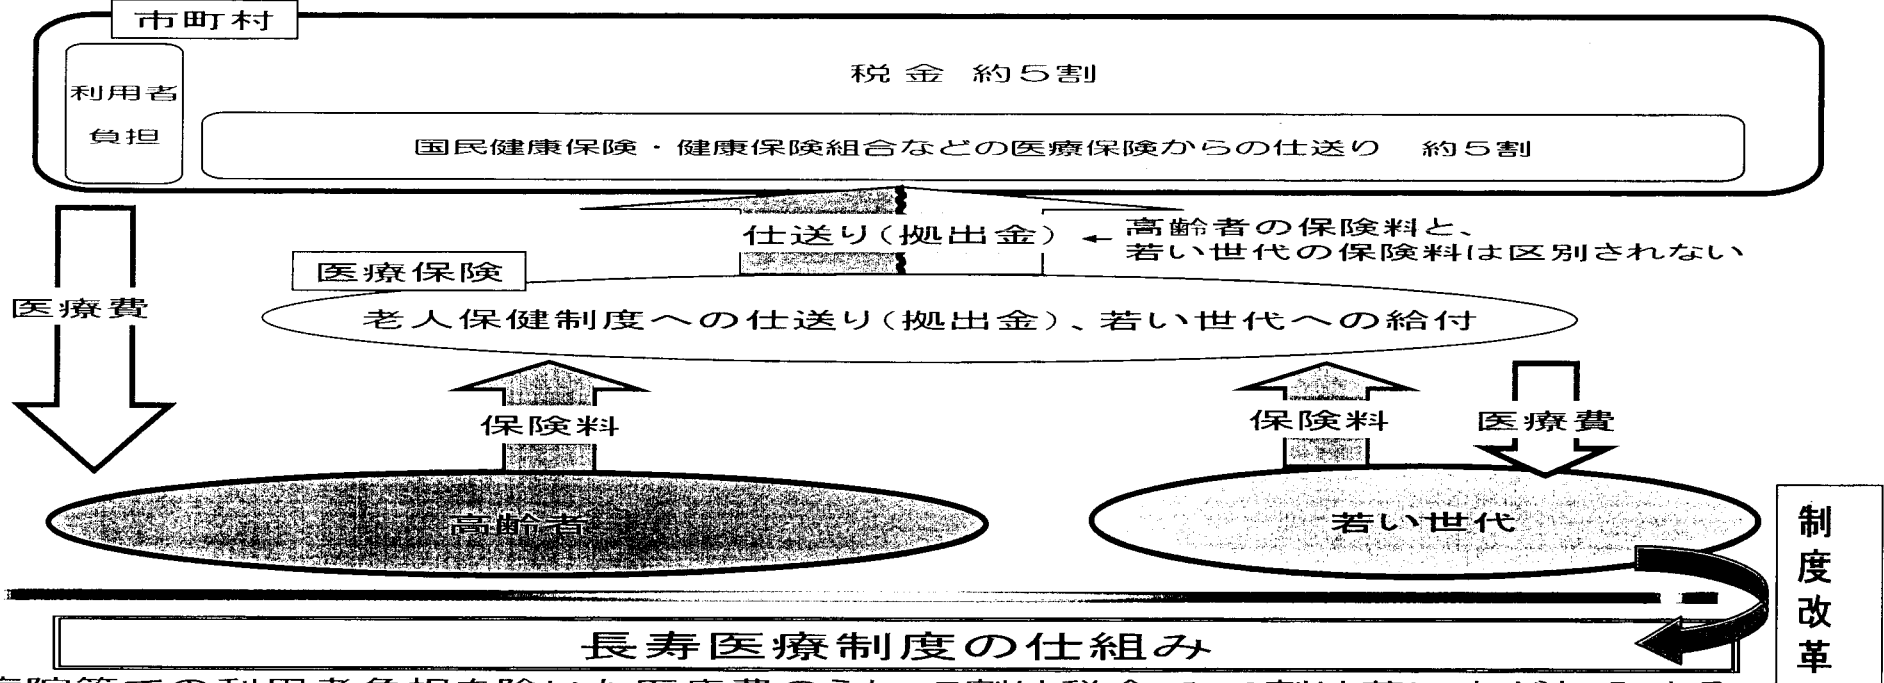 市町村
税金 約５割
利用者
負担
国民健康保険・健康保険組合などの医療保険からの仕送り 約５割
仕送り(拠出金)
← 高齢者の保険料と、
若い世代の保険料は区別されない
医療保険
医療費
老人保健制度への仕送り(拠出金)、若い世代への給付
保険料
保険料
医療費
高齢者
若い世代
制度改革
長寿医療制度の仕組み